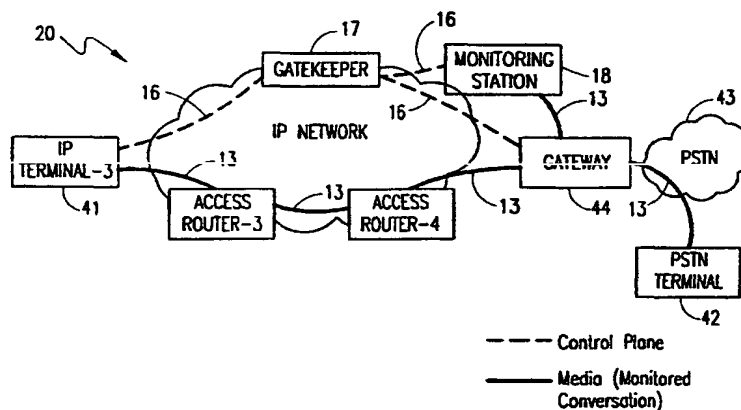 20
17
16
GATEKEEPER
MONITORING
STATION
18
16
16
13
43
IP NETWORK
IP
TERMINAL-3
41
13
13
13
GATEWAY
44
PSTN
13
ACCESS
ROUTER-3
ACCESS
ROUTER-4
PSTN
TERMINAL
42
Control Plane
Media (Monitored
Conversation)